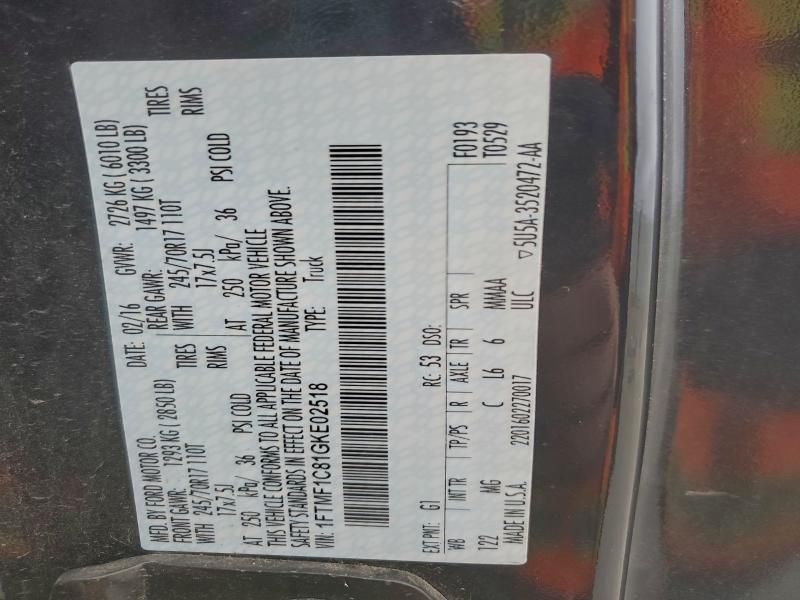 MFD. BY FORD MOTOR CO. DATE: 02/16 GVWR: 2726 KG ( 6010 LB)
FRONT GAWR: 1293 KG ( 2850 LB) REAR GAWR: 1497 KG ( 3300 LB)
WITH 245/70R17 110T TIRES WITH 245/70R17 110T TIRES
17x7.5J RIMS 17x7.5J RIMS
AT 250 kPa/ 36 PSI COLD AT 250 kPa/ 36 PSI COLD
THIS VEHICLE CONFORMS TO ALL APPLICABLE FEDERAL MOTOR VEHICLE
SAFETY STANDARDS IN EFFECT ON THE DATE OF MANUFACTURE SHOWN ABOVE.
VIN: 1FTMF1C81GKE02518 TYPE: Truck
EXT PNT: G1 RC: 53 DSO: F0193
WB INT TR TP/PS R AXLE TR SPR T0529
122 MG C L6 6 MMAA
MADE IN U.S.A. 2201602270017 ULC ▽5U5A-3520472-AA